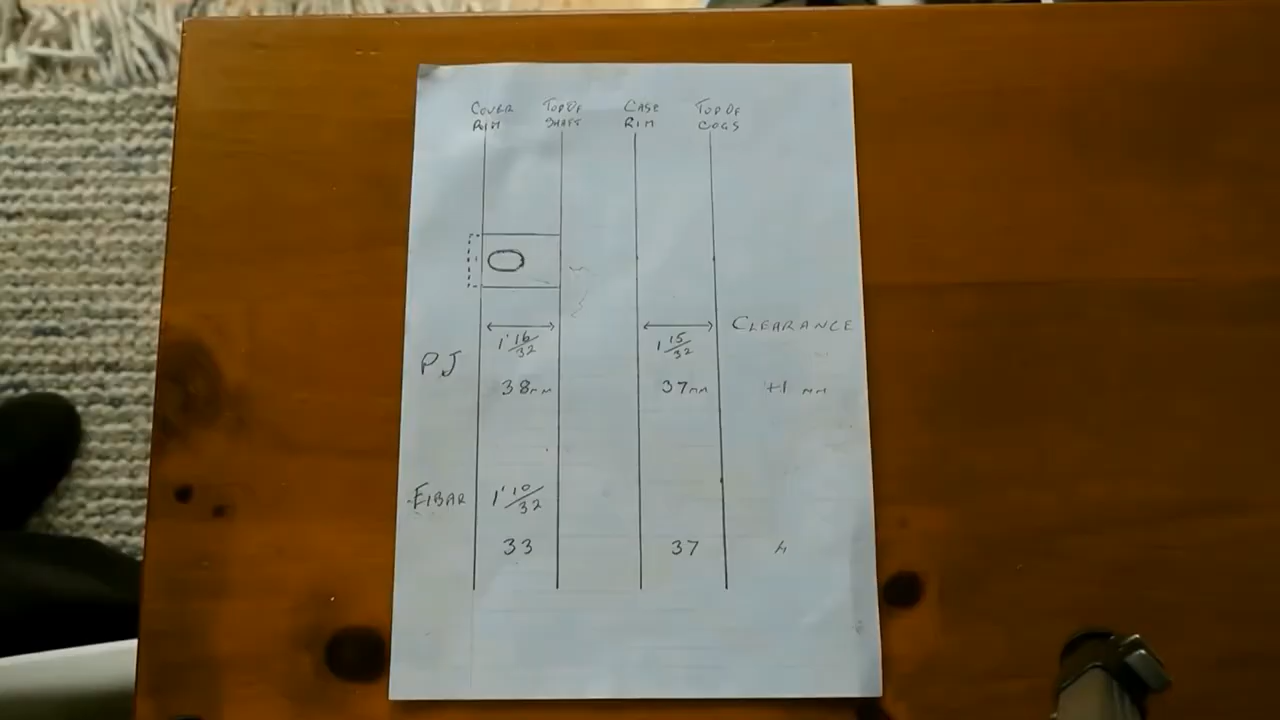 COVER RIM
TOP OF SHAFT
CASE RIM
TOP OF COGS
CLEARANCE
PJ
1" 16/32
1 15/32
38mm
37mm
+1 mm
EIBAR
1" 10/32
33
37